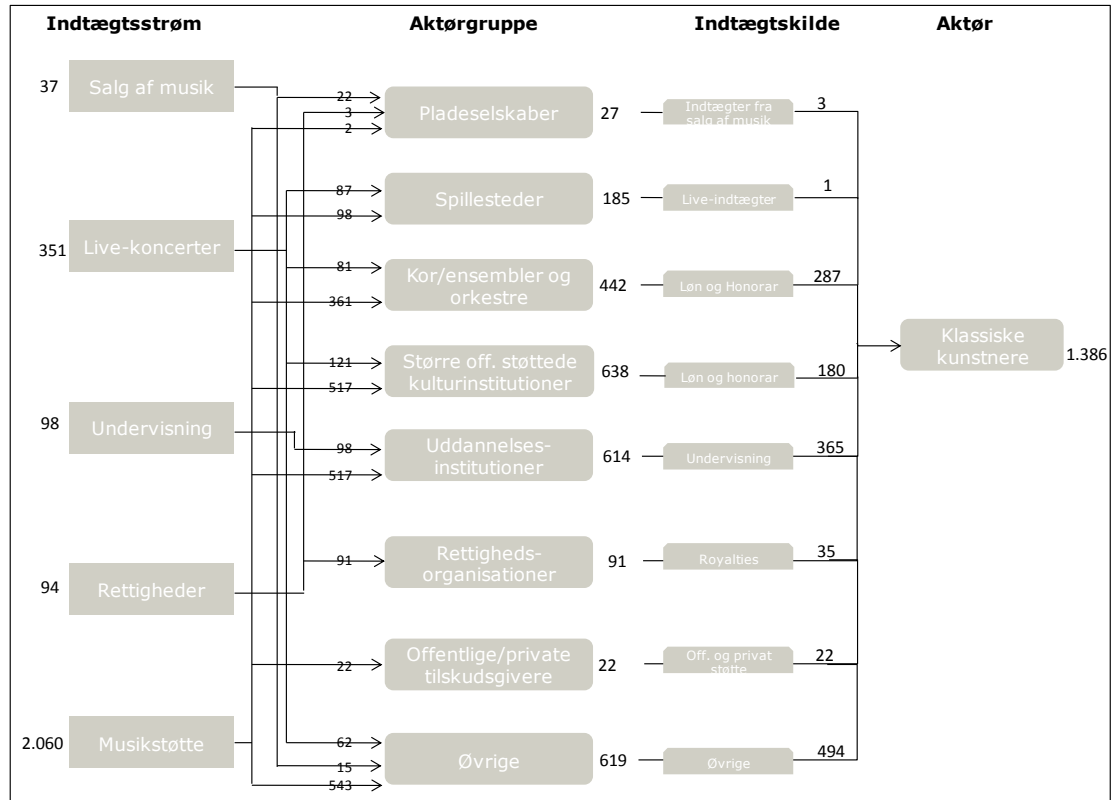 Indtægtsstrøm
Aktørgruppe
Indtægtskilde
Aktør
37
Salg af musik
22
3
2
Pladeselskaber
27
Indtægter fra
salg af musik
3
87
98
Spillesteder
185
Live-indtægter
1
351
Live-koncerter
81
361
Kor/ensembler og
orkestre
442
Løn og Honorar
287
121
517
Større off. støttede
kulturinstitutioner
638
Løn og honorar
180
Klassiske
kunstnere
1.386
98
Undervisning
98
517
Uddannelses-
institutioner
614
Undervisning
365
94
Rettigheder
91
Rettigheds-
organisationer
91
Royalties
35
22
Offentlige/private
tilskudsgivere
22
Off. og privat
støtte
22
2.060
Musikstøtte
62
15
543
Øvrige
619
Øvrige
494